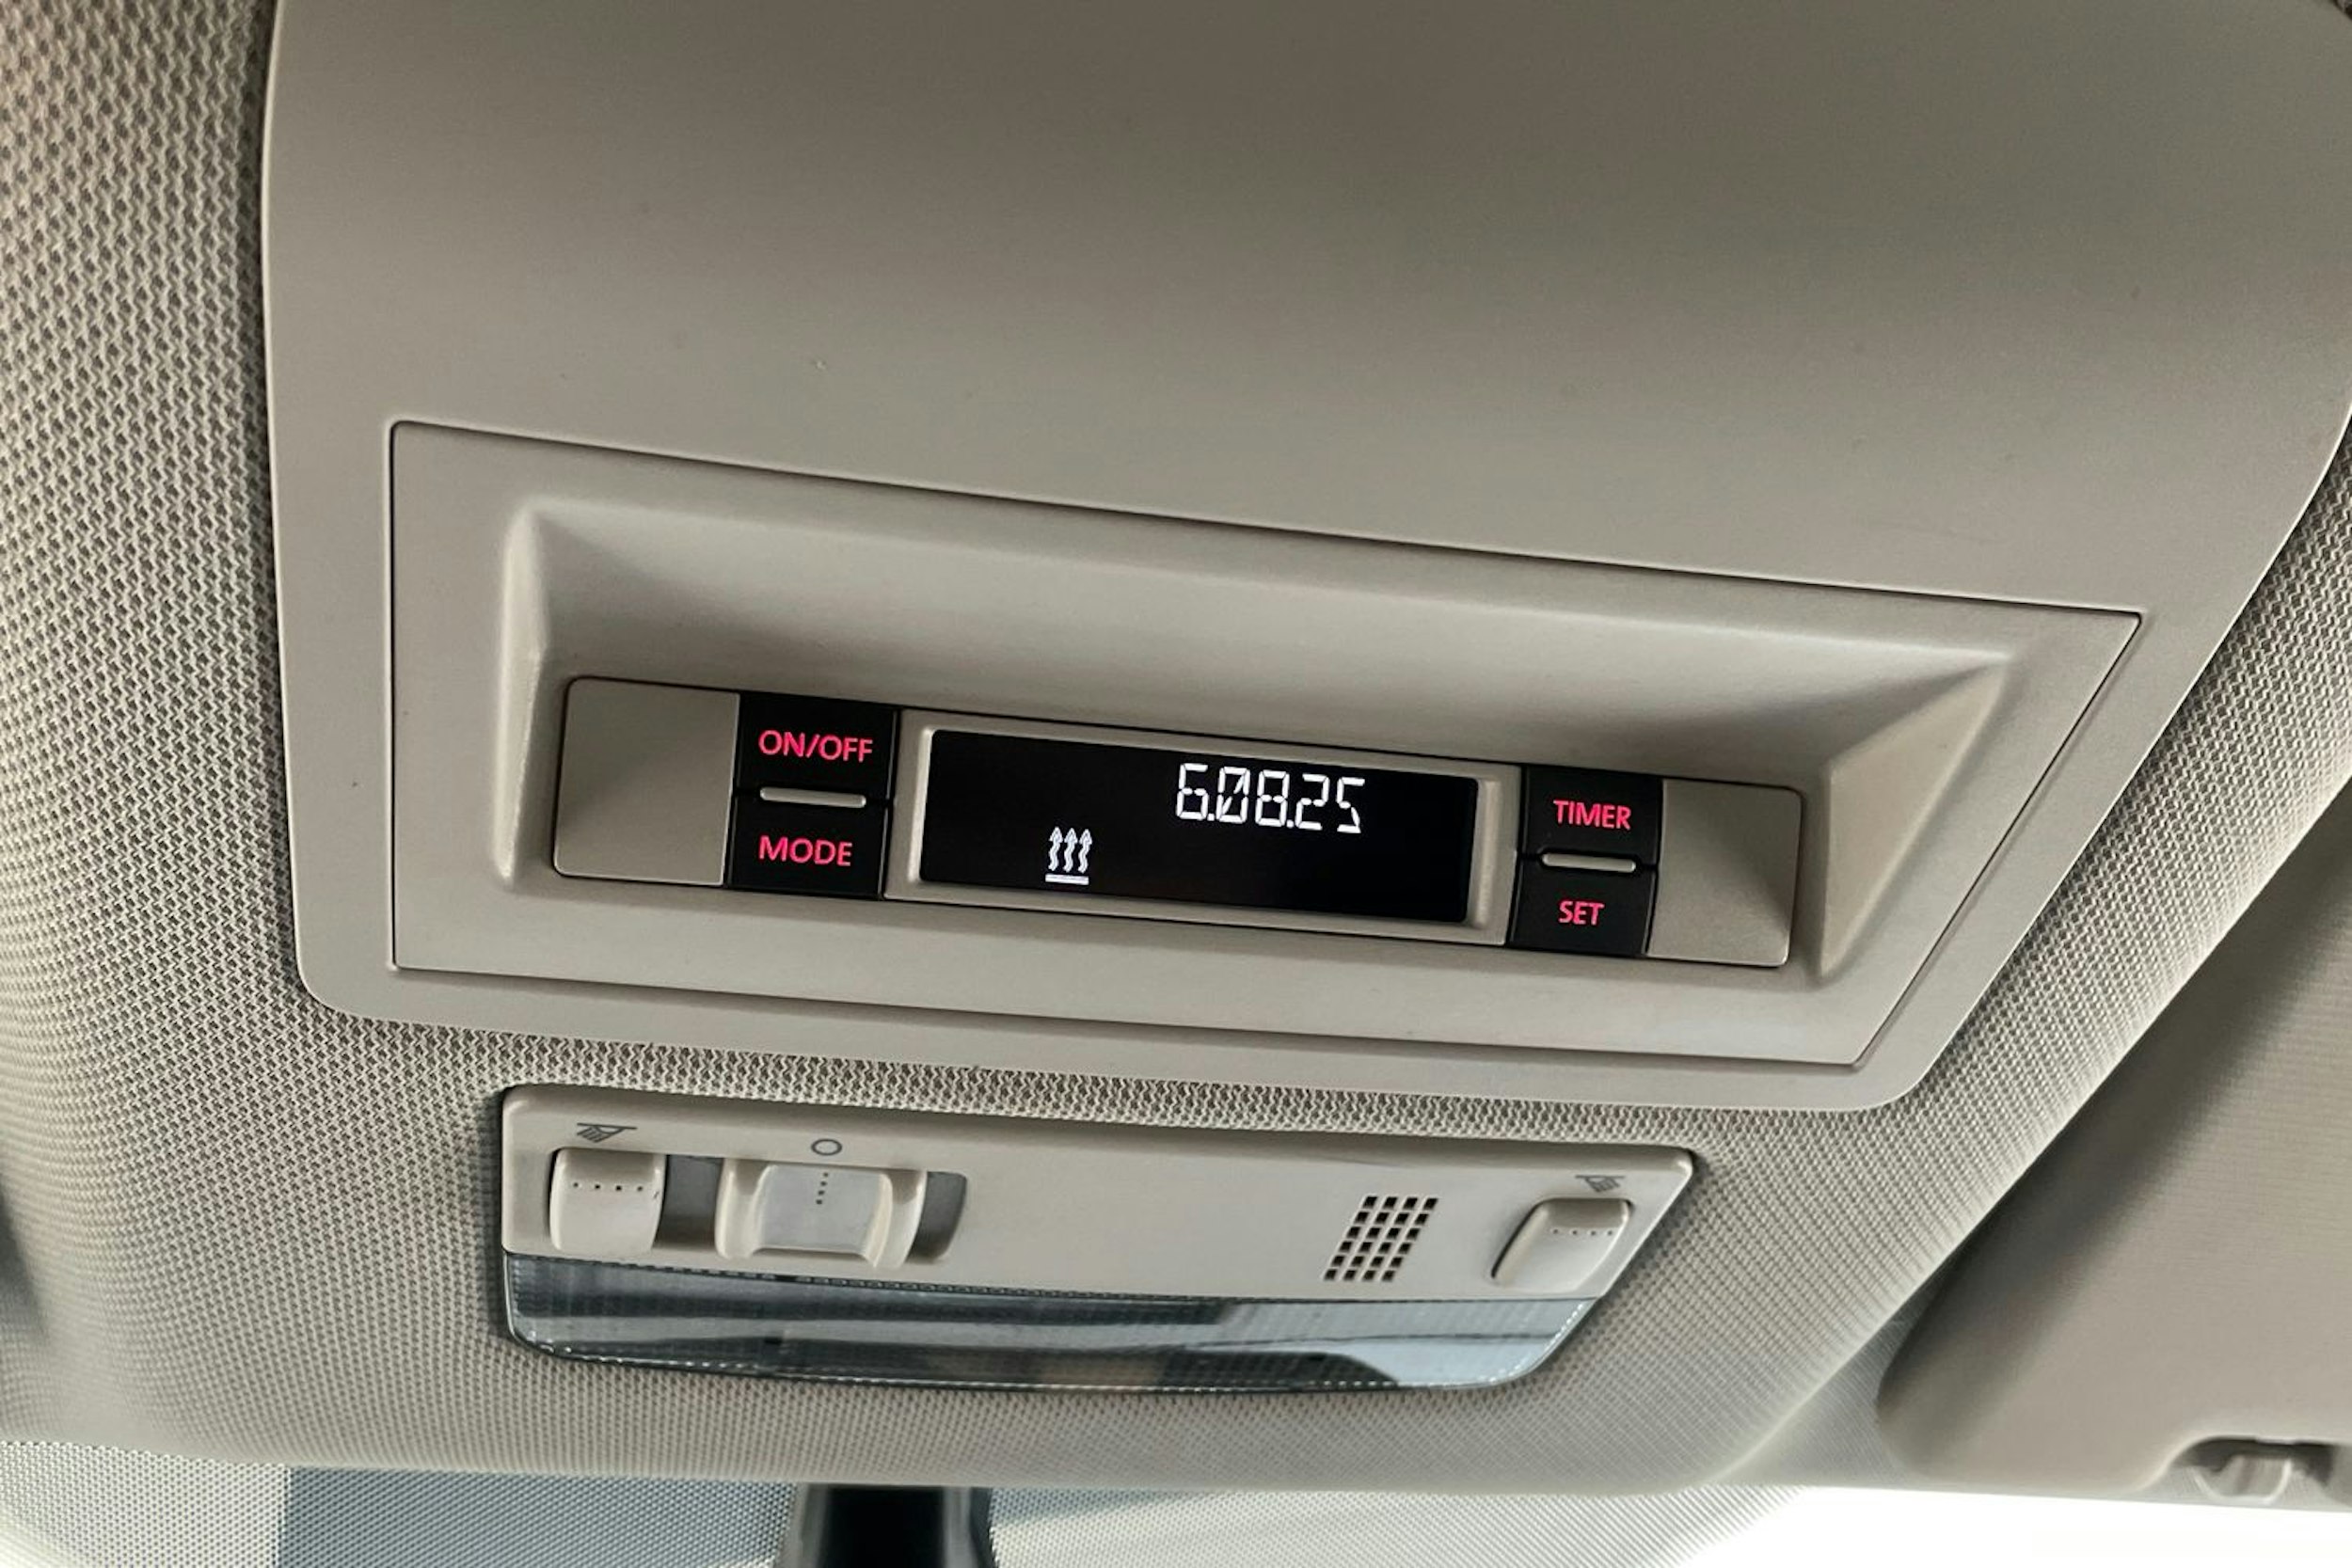 ON/OFF
MODE
6.08.25
TIMER
SET